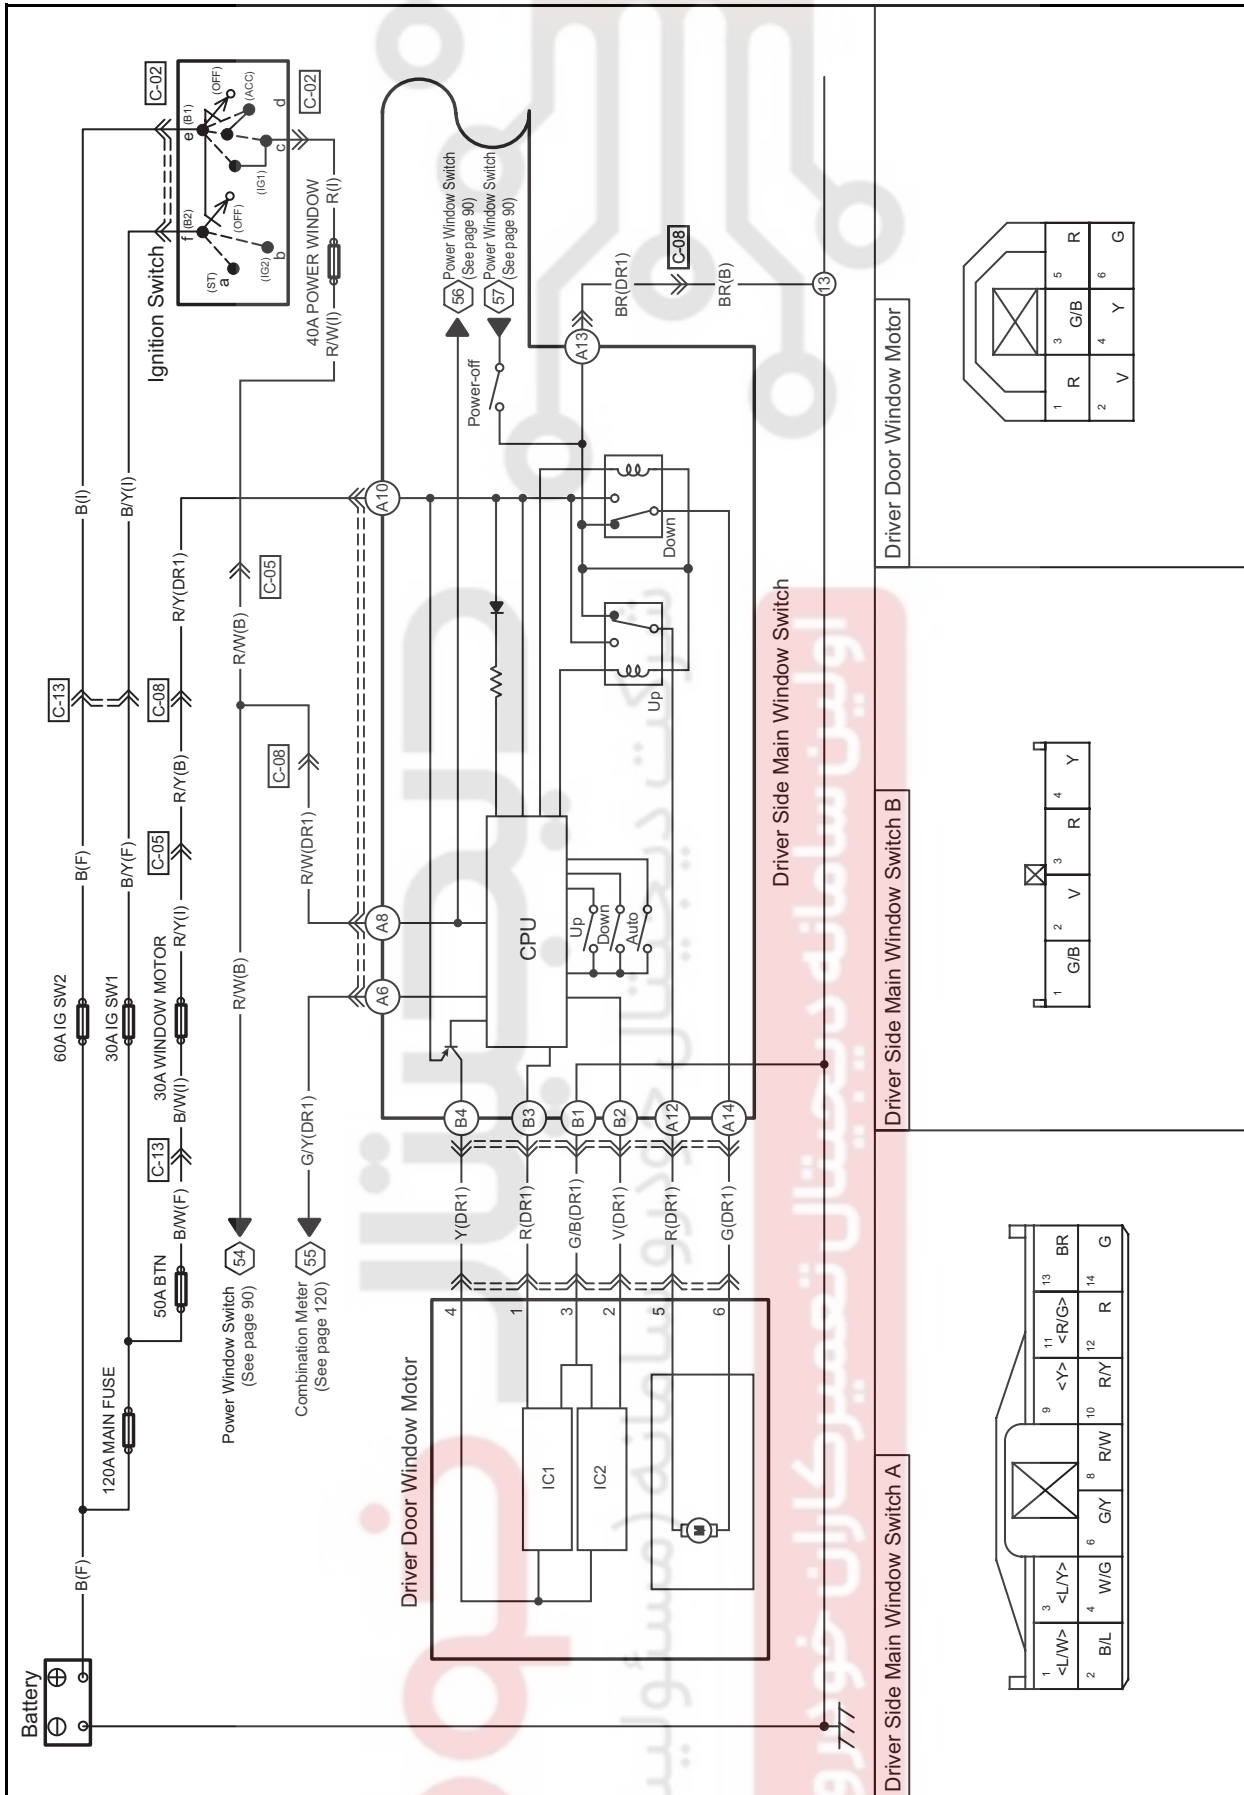 Battery
B(F)
120A MAIN FUSE
60A IG SW2
30A IG SW1
B(F)
B/Y(F)
C-13
B(I)
B/Y(I)
50A BTN
B/W(F)
C-13
B/W(I)
30A WINDOW MOTOR
R/Y(I)
C-05
R/Y(B)
C-08
R/Y(DR1)
Ignition Switch
C-02
C-02
e (B1)
(OFF)
(ACC)
d
c
(IG1)
f (B2)
(OFF)
(ST)
a
(IG2)
b
R(I)
40A POWER WINDOW
R/W(I)
54
Power Window Switch
(See page 90)
R/W(B)
R/W(B)
C-05
C-08
R/W(DR1)
55
Combination Meter
(See page 120)
G/Y(DR1)
56
Power Window Switch
(See page 90)
57
Power Window Switch
(See page 90)
Power-off
A6
A8
A10
A13
BR(DR1)
C-08
BR(B)
13
CPU
Up
Down
Auto
Up
Down
Driver Side Main Window Switch
B4
B3
B1
B2
A12
A14
Y(DR1)
R(DR1)
G/B(DR1)
V(DR1)
R(DR1)
G(DR1)
Driver Door Window Motor
4
1
3
2
5
6
IC1
IC2
M
Driver Side Main Window Switch A
1 <L/W>
3 <L/Y>
9 <Y>
11 <R/G>
13 BR
2 B/L
4 W/G
6 G/Y
8 R/W
10 R/Y
12 R
14 G
Driver Side Main Window Switch B
1 G/B
2 V
3 R
4 Y
Driver Door Window Motor
1 R
3 G/B
5 R
2 V
4 Y
6 G
اولین سامانه دیجیتال تعمیرکاران خودرو